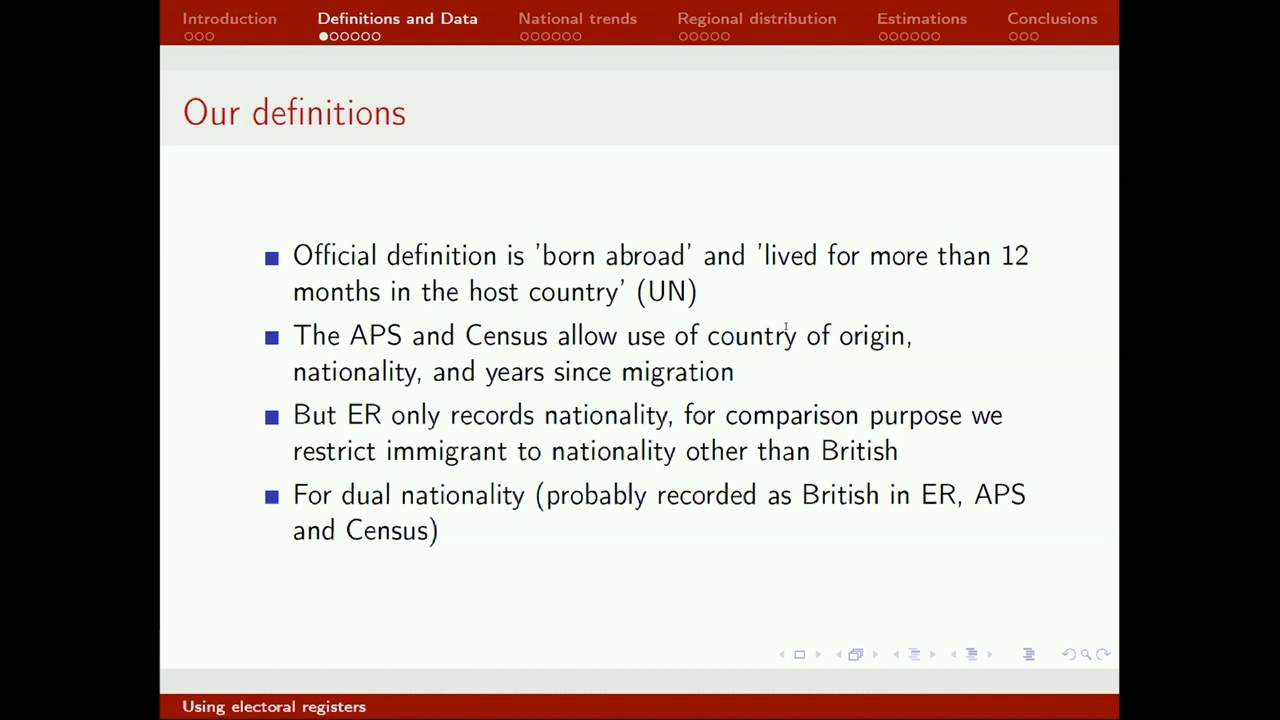 Introduction
Definitions and Data
National trends
Regional distribution
Estimations
Conclusions
Our definitions
Official definition is 'born abroad' and 'lived for more than 12
months in the host country' (UN)
The APS and Census allow use of country of origin,
nationality, and years since migration
But ER only records nationality, for comparison purpose we
restrict immigrant to nationality other than British
For dual nationality (probably recorded as British in ER, APS
and Census)
Using electoral registers